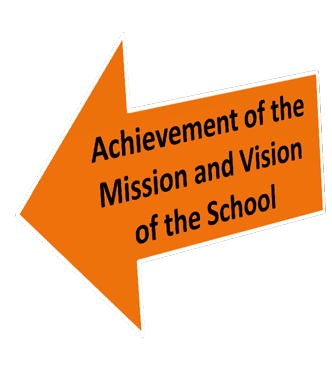 Achievement of the
Mission and Vision
of the School